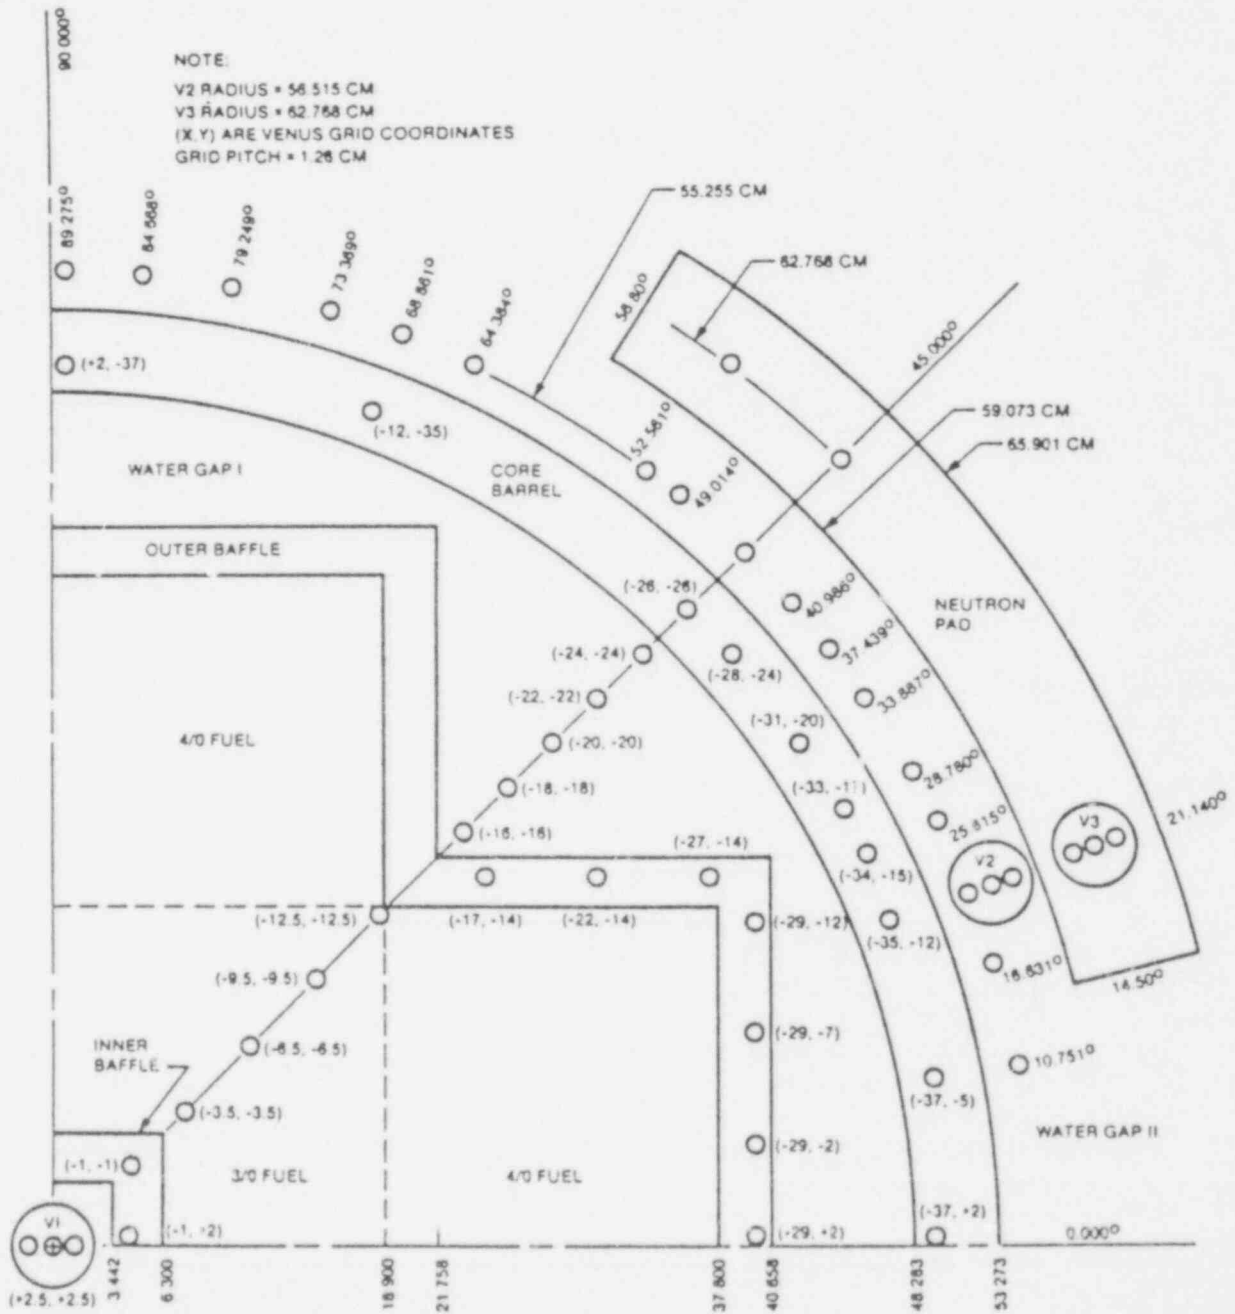 90 000°
NOTE:
V2 RADIUS = 56.515 CM
V3 RADIUS = 62.768 CM
(X,Y) ARE VENUS GRID COORDINATES
GRID PITCH = 1.26 CM
89 275°
84 568°
79 249°
73 389°
68 881°
64 384°
55.255 CM
62.768 CM
58.80°
45.000°
59.073 CM
65.901 CM
(+2, -37)
(-12, -35)
52.561°
49.014°
WATER GAP I
CORE
BARREL
OUTER BAFFLE
(-26, -26)
40.986°
NEUTRON
PAD
37.439°
(-24, -24)
(-28, -24)
33.887°
(-22, -22)
(-31, -20)
4/0 FUEL
(-20, -20)
28.780°
(-18, -18)
(-33, -17)
25.815°
21.140°
V3
(-16, -16)
(-27, -14)
V2
(-34, -15)
(-12.5, -12.5)
(-17, -14)
(-22, -14)
(-29, -12)
(-35, -12)
16.631°
14.50°
(-9.5, -9.5)
(-6.5, -6.5)
(-29, -7)
10.751°
INNER
BAFFLE
(-3.5, -3.5)
(-37, -5)
WATER GAP II
(-29, -2)
(-1, -1)
3/0 FUEL
4/0 FUEL
V1
(-1, +2)
(-29, +2)
(-37, +2)
0.000°
(+2.5, +2.5)
3 442
6 300
18 900
21 758
37 800
40 658
48 283
53 273